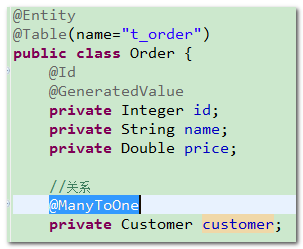 @Entity
@Table(name="t_order")
public class Order {
@Id
@GeneratedValue
private Integer id;
private String name;
private Double price;
//关系
@ManyToOne
private Customer customer;